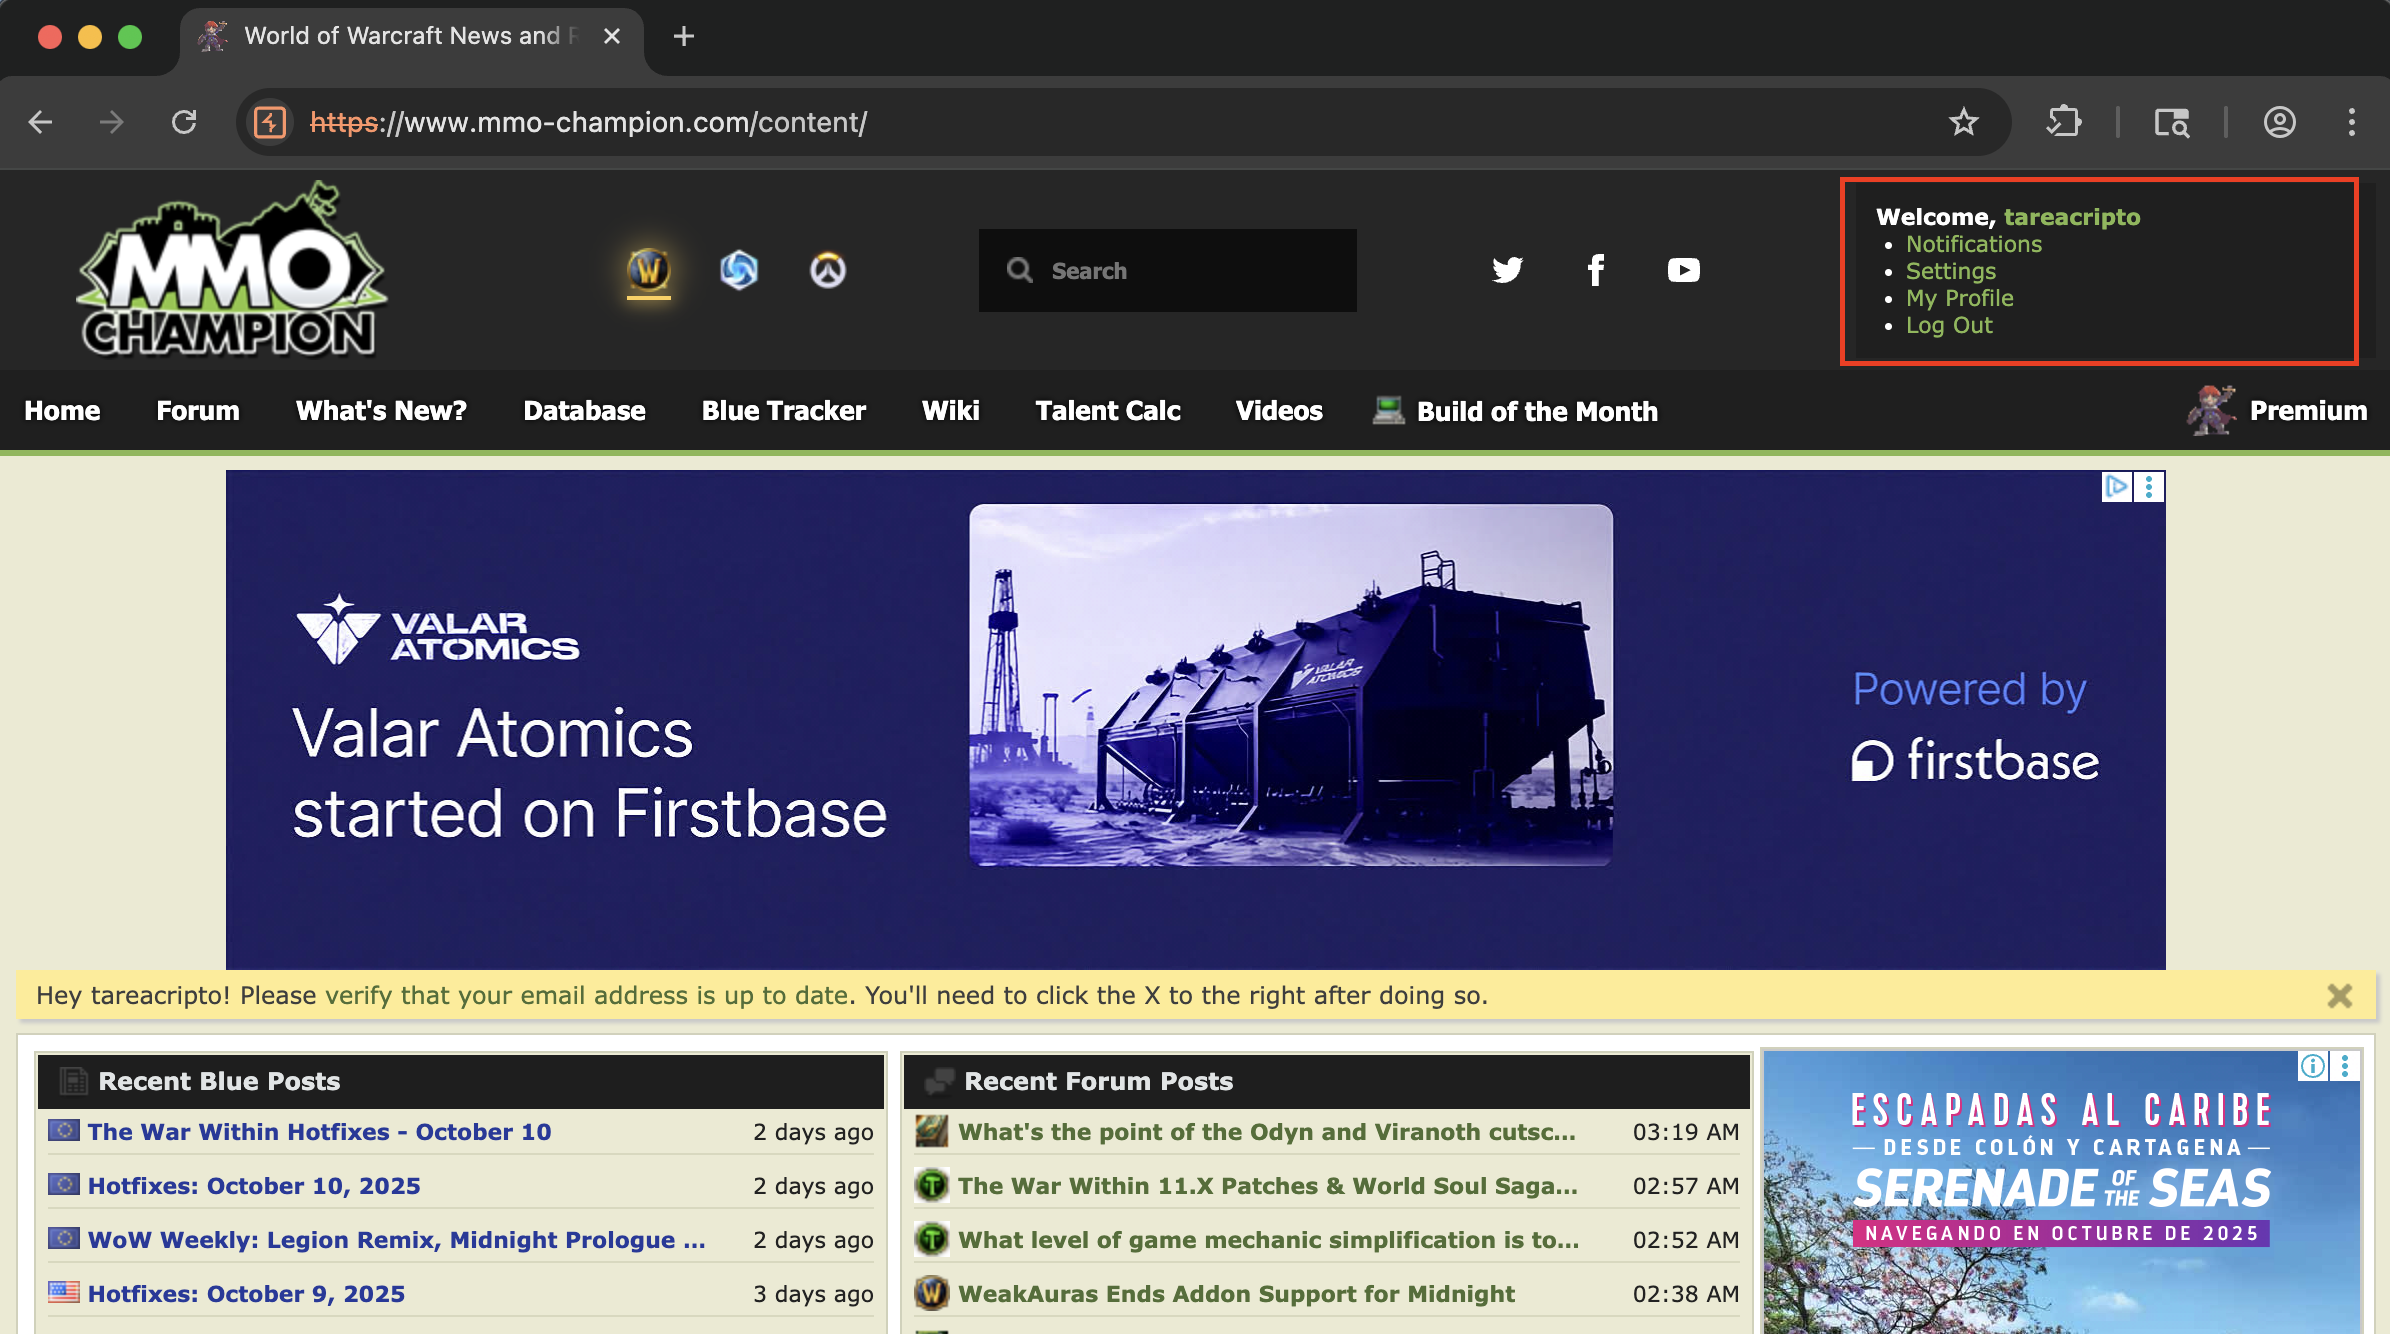 World of Warcraft News and R
https://www.mmo-champion.com/content/
MMO
CHAMPION
Search
Welcome, tareacripto
Notifications
Settings
My Profile
Log Out
Home Forum What's New? Database Blue Tracker Wiki Talent Calc Videos Build of the Month Premium
VALAR
ATOMICS
Valar Atomics
started on Firstbase
VALAR
ATOMICS
Powered by
firstbase
Hey tareacripto! Please verify that your email address is up to date. You'll need to click the X to the right after doing so.
Recent Blue Posts
The War Within Hotfixes - October 10 2 days ago
Hotfixes: October 10, 2025 2 days ago
WoW Weekly: Legion Remix, Midnight Prologue ... 2 days ago
Hotfixes: October 9, 2025 3 days ago
Recent Forum Posts
What's the point of the Odyn and Viranoth cutsc... 03:19 AM
The War Within 11.X Patches & World Soul Saga... 02:57 AM
What level of game mechanic simplification is to... 02:52 AM
WeakAuras Ends Addon Support for Midnight 02:38 AM
ESCAPADAS AL CARIBE
DESDE COLÓN Y CARTAGENA
SERENADE OF THE SEAS
NAVEGANDO EN OCTUBRE DE 2025